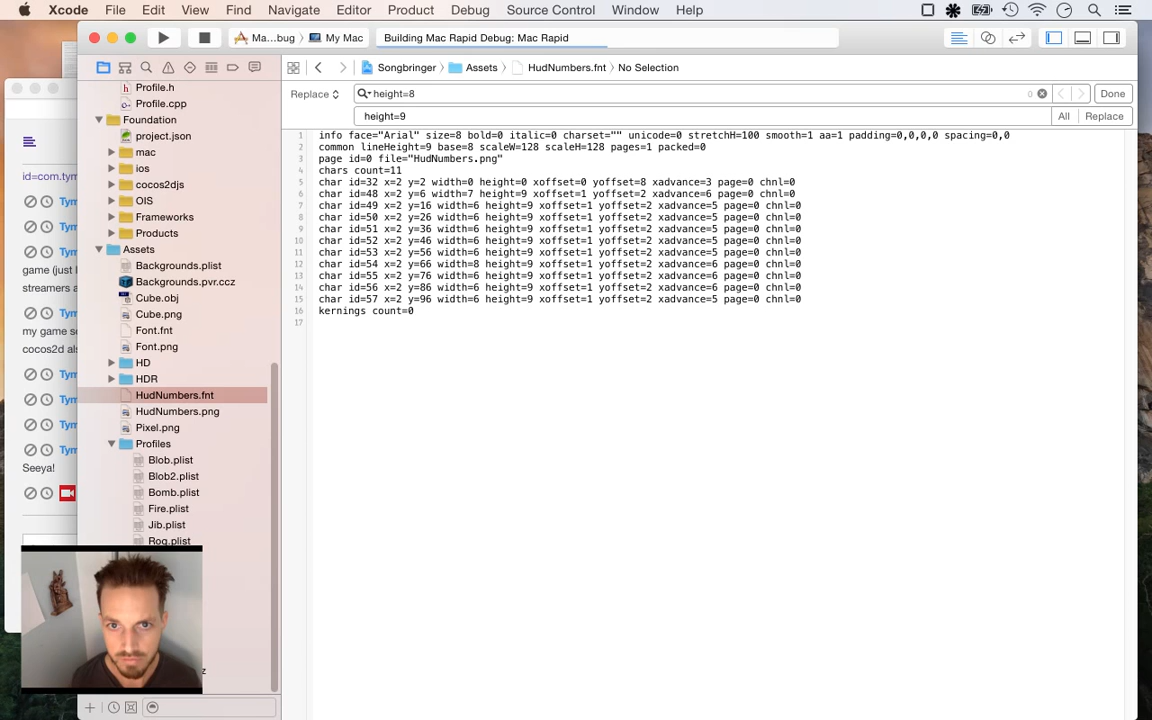 Xcode File Edit View Find Navigate Editor Product Debug Source Control Window Help
Ma...bug My Mac Building Mac Rapid Debug: Mac Rapid
Songbringer Assets HudNumbers.fnt No Selection
Replace height=8 0 Done
height=9 All Replace
Profile.h
Profile.cpp
Foundation
project.json
mac
ios
cocos2djs
OIS
Frameworks
Products
Assets
Backgrounds.plist
Backgrounds.pvr.ccz
Cube.obj
Cube.png
Font.fnt
Font.png
HD
HDR
HudNumbers.fnt
HudNumbers.png
Pixel.png
Profiles
Blob.plist
Blob2.plist
Bomb.plist
Fire.plist
Jib.plist
Rog.plist
z
1 info face="Arial" size=8 bold=0 italic=0 charset="" unicode=0 stretchH=100 smooth=1 aa=1 padding=0,0,0,0 spacing=0,0
2 common lineHeight=9 base=8 scaleW=128 scaleH=128 pages=1 packed=0
3 page id=0 file="HudNumbers.png"
4 chars count=11
5 char id=32 x=2 y=2 width=0 height=0 xoffset=0 yoffset=8 xadvance=3 page=0 chnl=0
6 char id=48 x=2 y=6 width=7 height=9 xoffset=1 yoffset=2 xadvance=6 page=0 chnl=0
7 char id=49 x=2 y=16 width=6 height=9 xoffset=1 yoffset=2 xadvance=5 page=0 chnl=0
8 char id=50 x=2 y=26 width=6 height=9 xoffset=1 yoffset=2 xadvance=5 page=0 chnl=0
9 char id=51 x=2 y=36 width=6 height=9 xoffset=1 yoffset=2 xadvance=5 page=0 chnl=0
10 char id=52 x=2 y=46 width=6 height=9 xoffset=1 yoffset=2 xadvance=5 page=0 chnl=0
11 char id=53 x=2 y=56 width=6 height=9 xoffset=1 yoffset=2 xadvance=5 page=0 chnl=0
12 char id=54 x=2 y=66 width=8 height=9 xoffset=1 yoffset=2 xadvance=6 page=0 chnl=0
13 char id=55 x=2 y=76 width=6 height=9 xoffset=1 yoffset=2 xadvance=6 page=0 chnl=0
14 char id=56 x=2 y=86 width=6 height=9 xoffset=1 yoffset=2 xadvance=6 page=0 chnl=0
15 char id=57 x=2 y=96 width=6 height=9 xoffset=1 yoffset=2 xadvance=5 page=0 chnl=0
16 kernings count=0
17
id=com.tym
Tym
Tym
Tym
game (just l
streamers a
Tym
my game so
cocos2d als
Tym
Tym
Tym
Tym
Seeya!